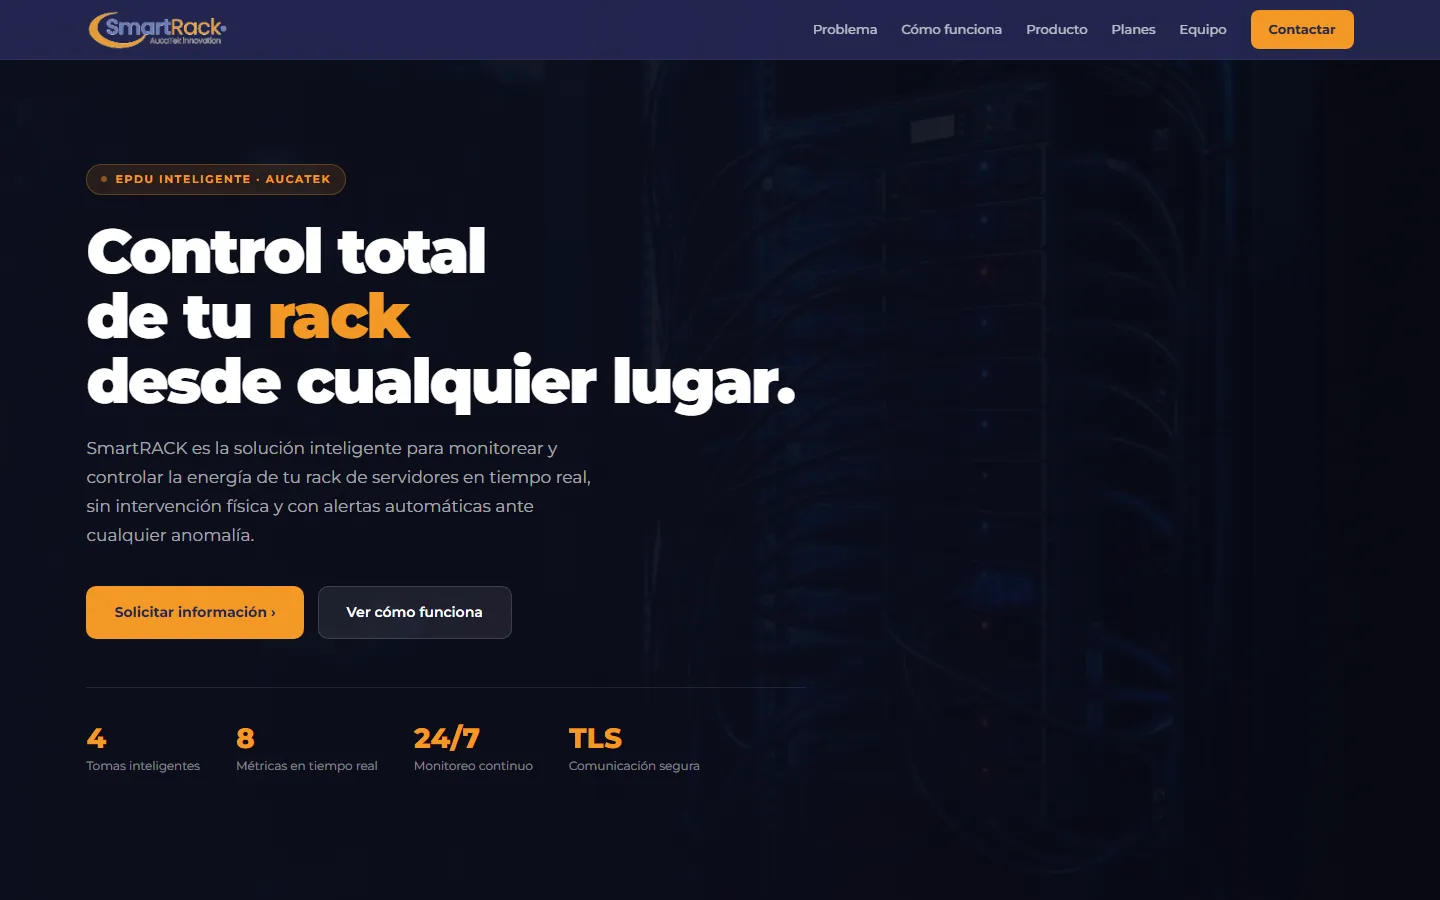 SmartRack
AucaTek Innovation
Problema
Cómo funciona
Producto
Planes
Equipo
Contactar
EPDU INTELIGENTE · AUCATEK
Control total
de tu rack
desde cualquier lugar.
SmartRACK es la solución inteligente para monitorear y
controlar la energía de tu rack de servidores en tiempo real,
sin intervención física y con alertas automáticas ante
cualquier anomalía.
Solicitar información ›
Ver cómo funciona
4
Tomas inteligentes
8
Métricas en tiempo real
24/7
Monitoreo continuo
TLS
Comunicación segura